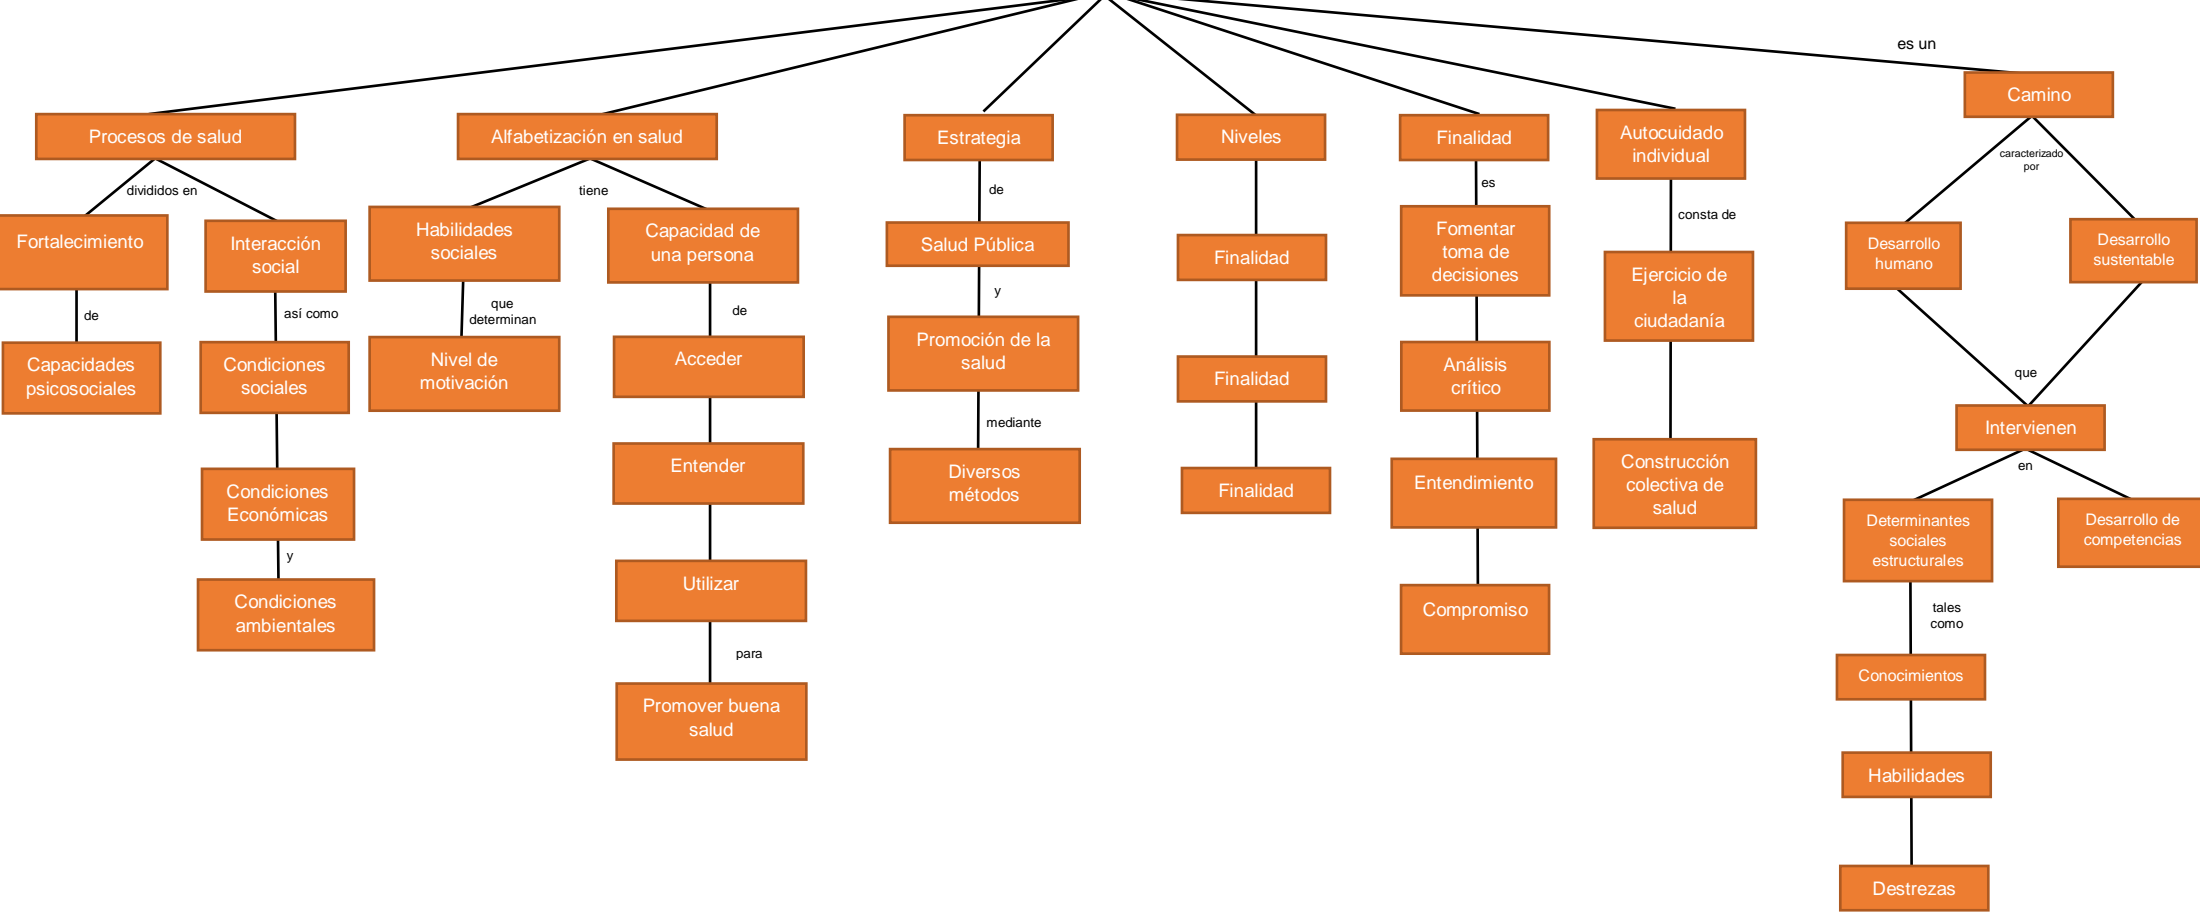 es un
Procesos de salud
divididos en
Fortalecimiento
de
Capacidades
psicosociales
Interacción
social
así como
Condiciones
sociales
Condiciones
Económicas
y
Condiciones
ambientales
Alfabetización en salud
tiene
Habilidades
sociales
que
determinan
Nivel de
motivación
Capacidad de
una persona
de
Acceder
Entender
Utilizar
para
Promover buena
salud
Estrategia
de
Salud Pública
y
Promoción de la
salud
mediante
Diversos
métodos
Niveles
Finalidad
Finalidad
Finalidad
Finalidad
es
Fomentar
toma de
decisiones
Análisis
crítico
Entendimiento
Compromiso
Autocuidado
individual
consta de
Ejercicio de
la
ciudadanía
Construcción
colectiva de
salud
Camino
caracterizado
por
Desarrollo
humano
Desarrollo
sustentable
que
Intervienen
en
Determinantes
sociales
estructurales
Desarrollo de
competencias
tales
como
Conocimientos
Habilidades
Destrezas